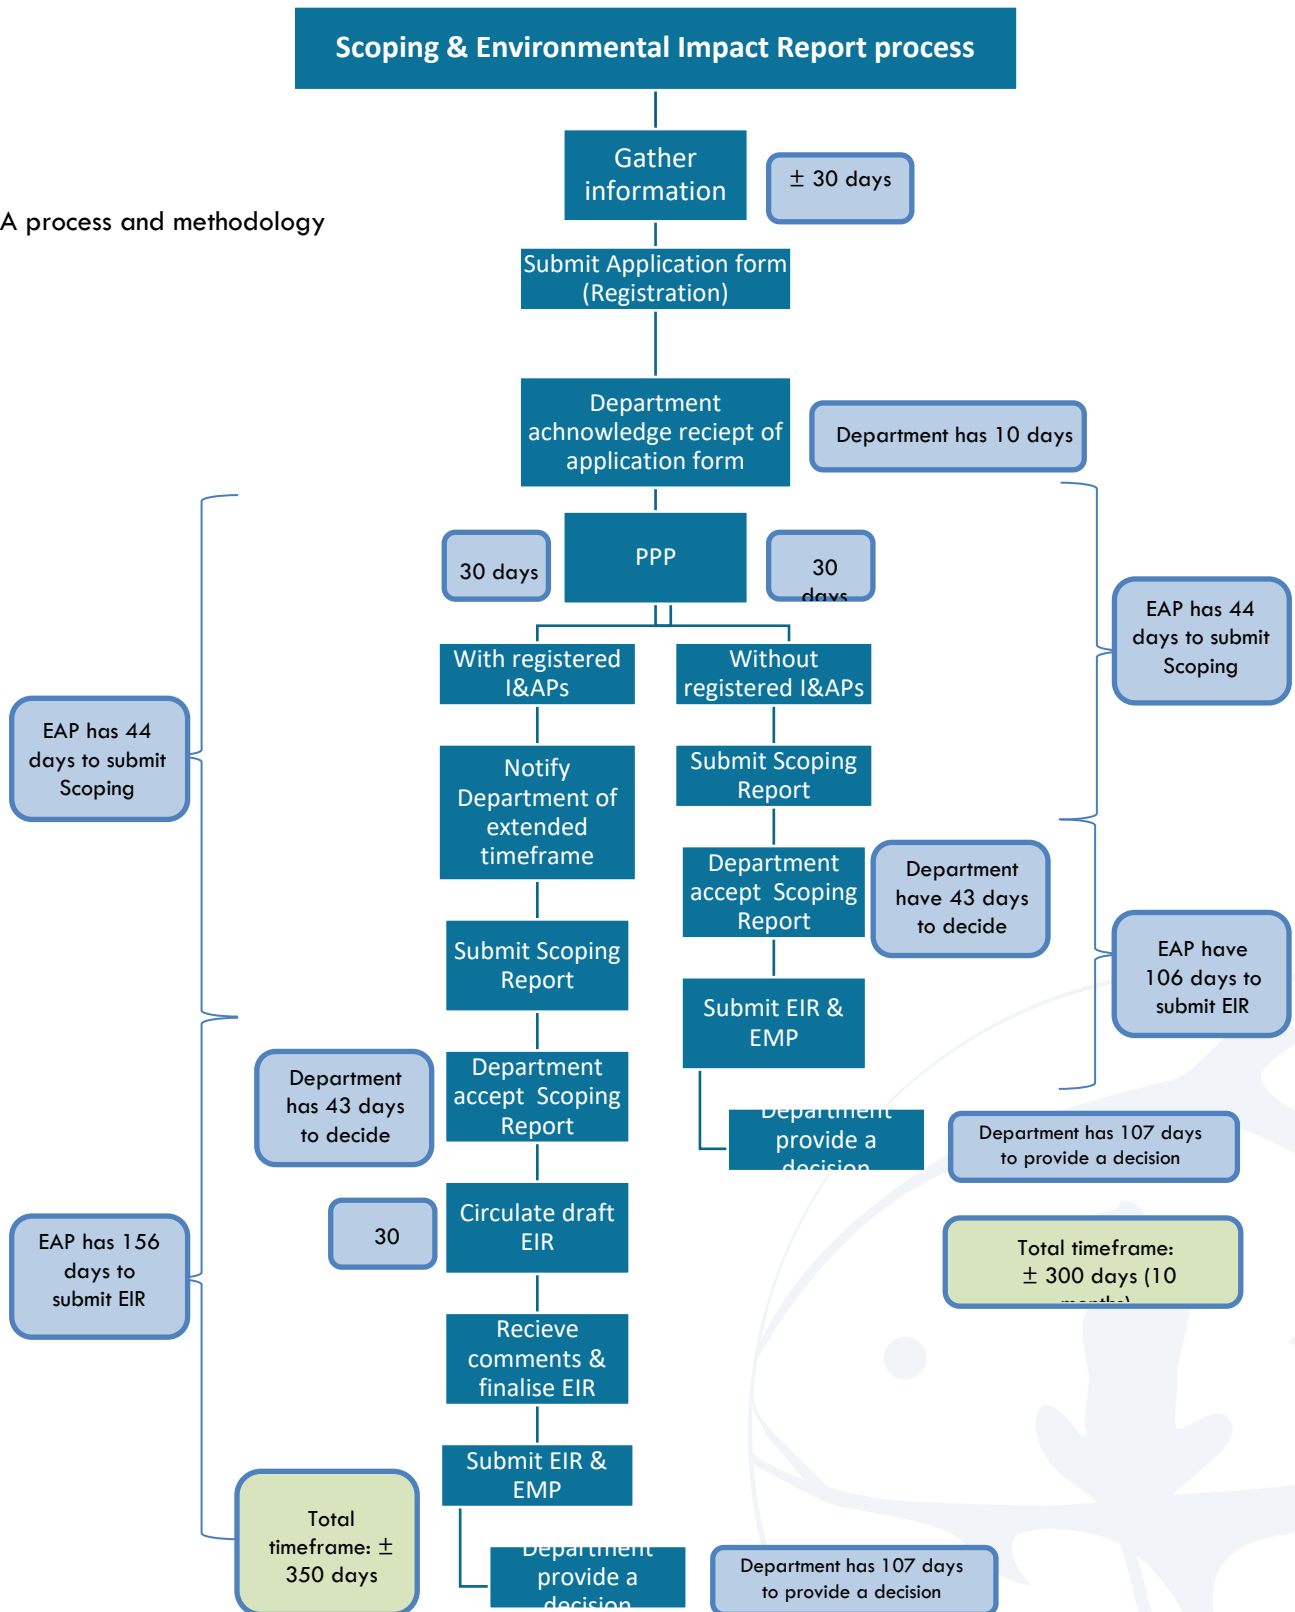 Scoping & Environmental Impact Report process
Gather
information
± 30 days
A process and methodology
Submit Application form
(Registration)
Department
achnowledge reciept of
application form
Department has 10 days
30 days
PPP
30
days
EAP has 44
days to submit
Scoping
With registered
I&APs
Without
registered I&APs
EAP has 44
days to submit
Scoping
Notify
Department of
extended
timeframe
Submit Scoping
Report
Department
accept Scoping
Report
Department
have 43 days
to decide
Submit Scoping
Report
EAP have
106 days to
submit EIR
Submit EIR &
EMP
Department
has 43 days
to decide
Department
accept Scoping
Report
Department
provide a
decision
Department has 107 days
to provide a decision
30
Circulate draft
EIR
EAP has 156
days to
submit EIR
Total timeframe:
± 300 days (10
months)
Recieve
comments &
finalise EIR
Submit EIR &
EMP
Total
timeframe: ±
350 days
Department
provide a
decision
Department has 107 days
to provide a decision